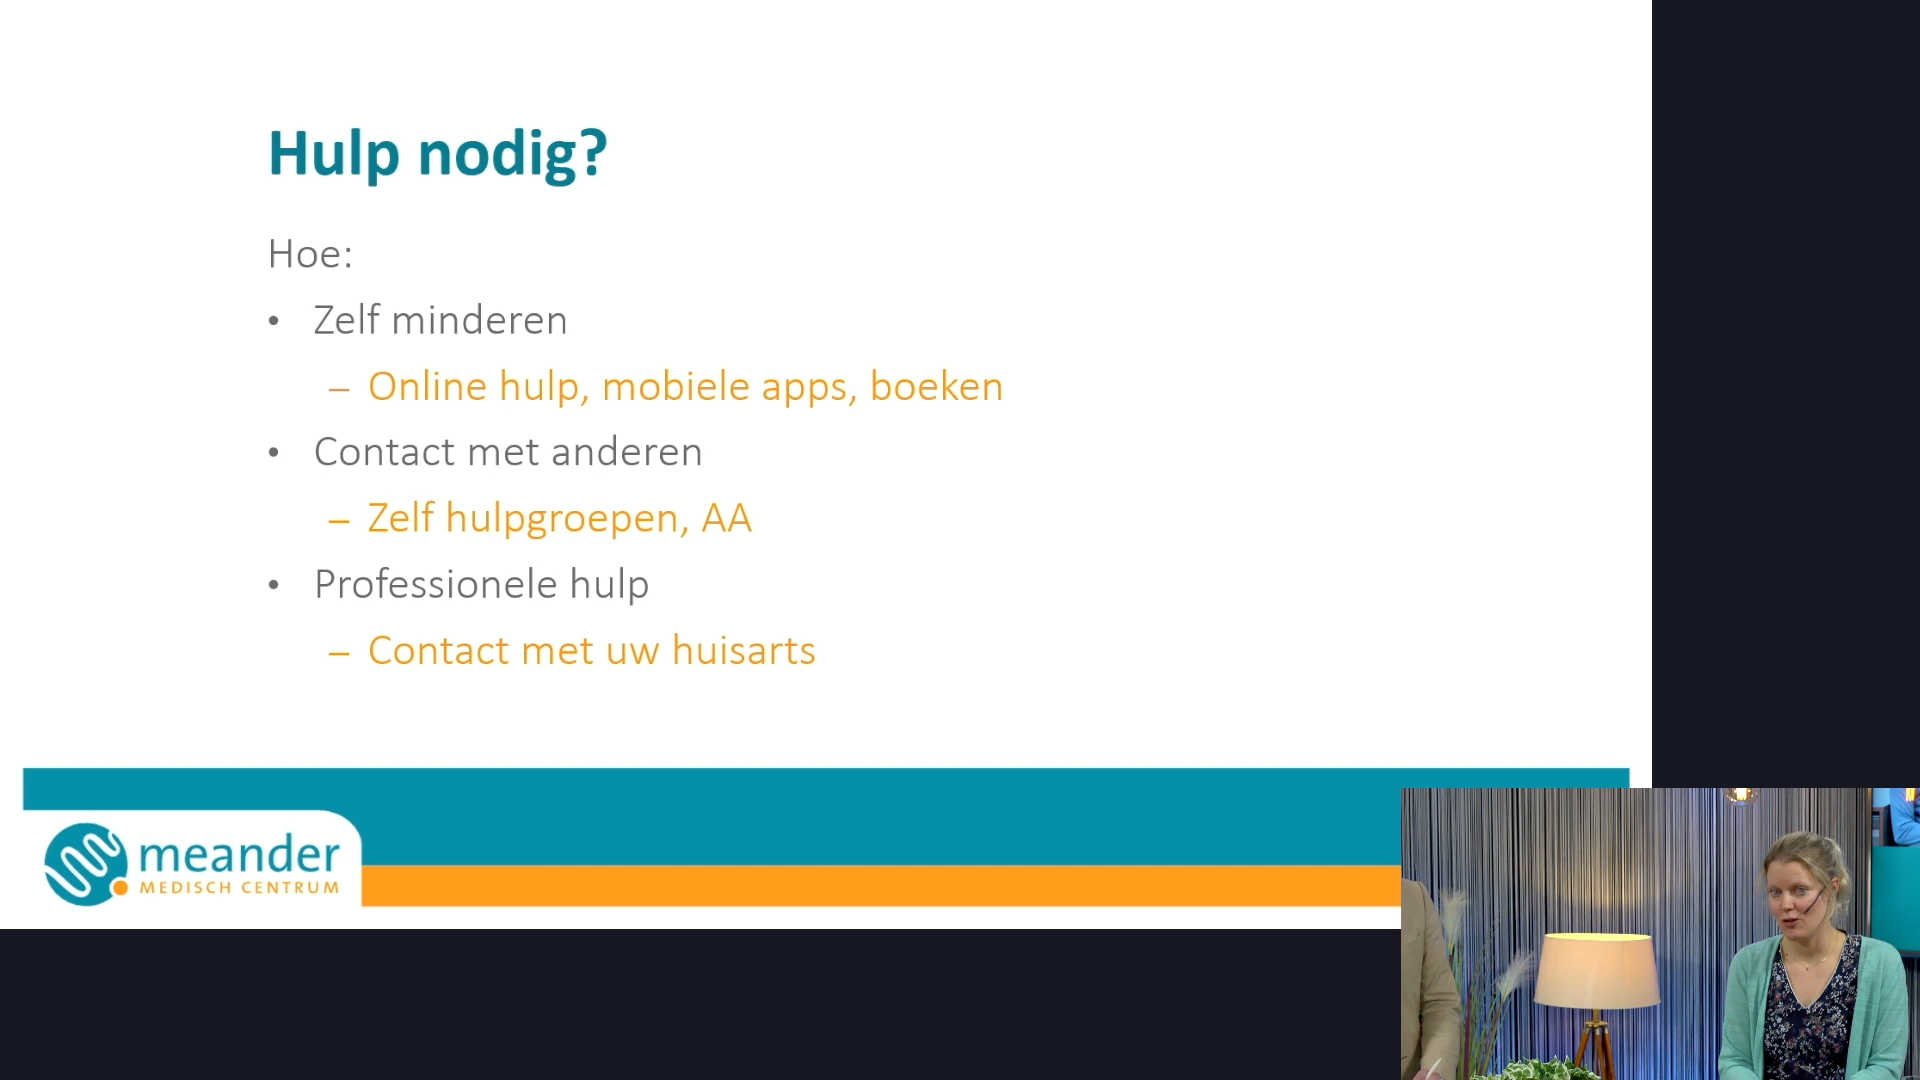 Hulp nodig?
Hoe:
• Zelf minderen
– Online hulp, mobiele apps, boeken
• Contact met anderen
– Zelf hulpgroepen, AA
• Professionele hulp
– Contact met uw huisarts
meander
MEDISCH CENTRUM